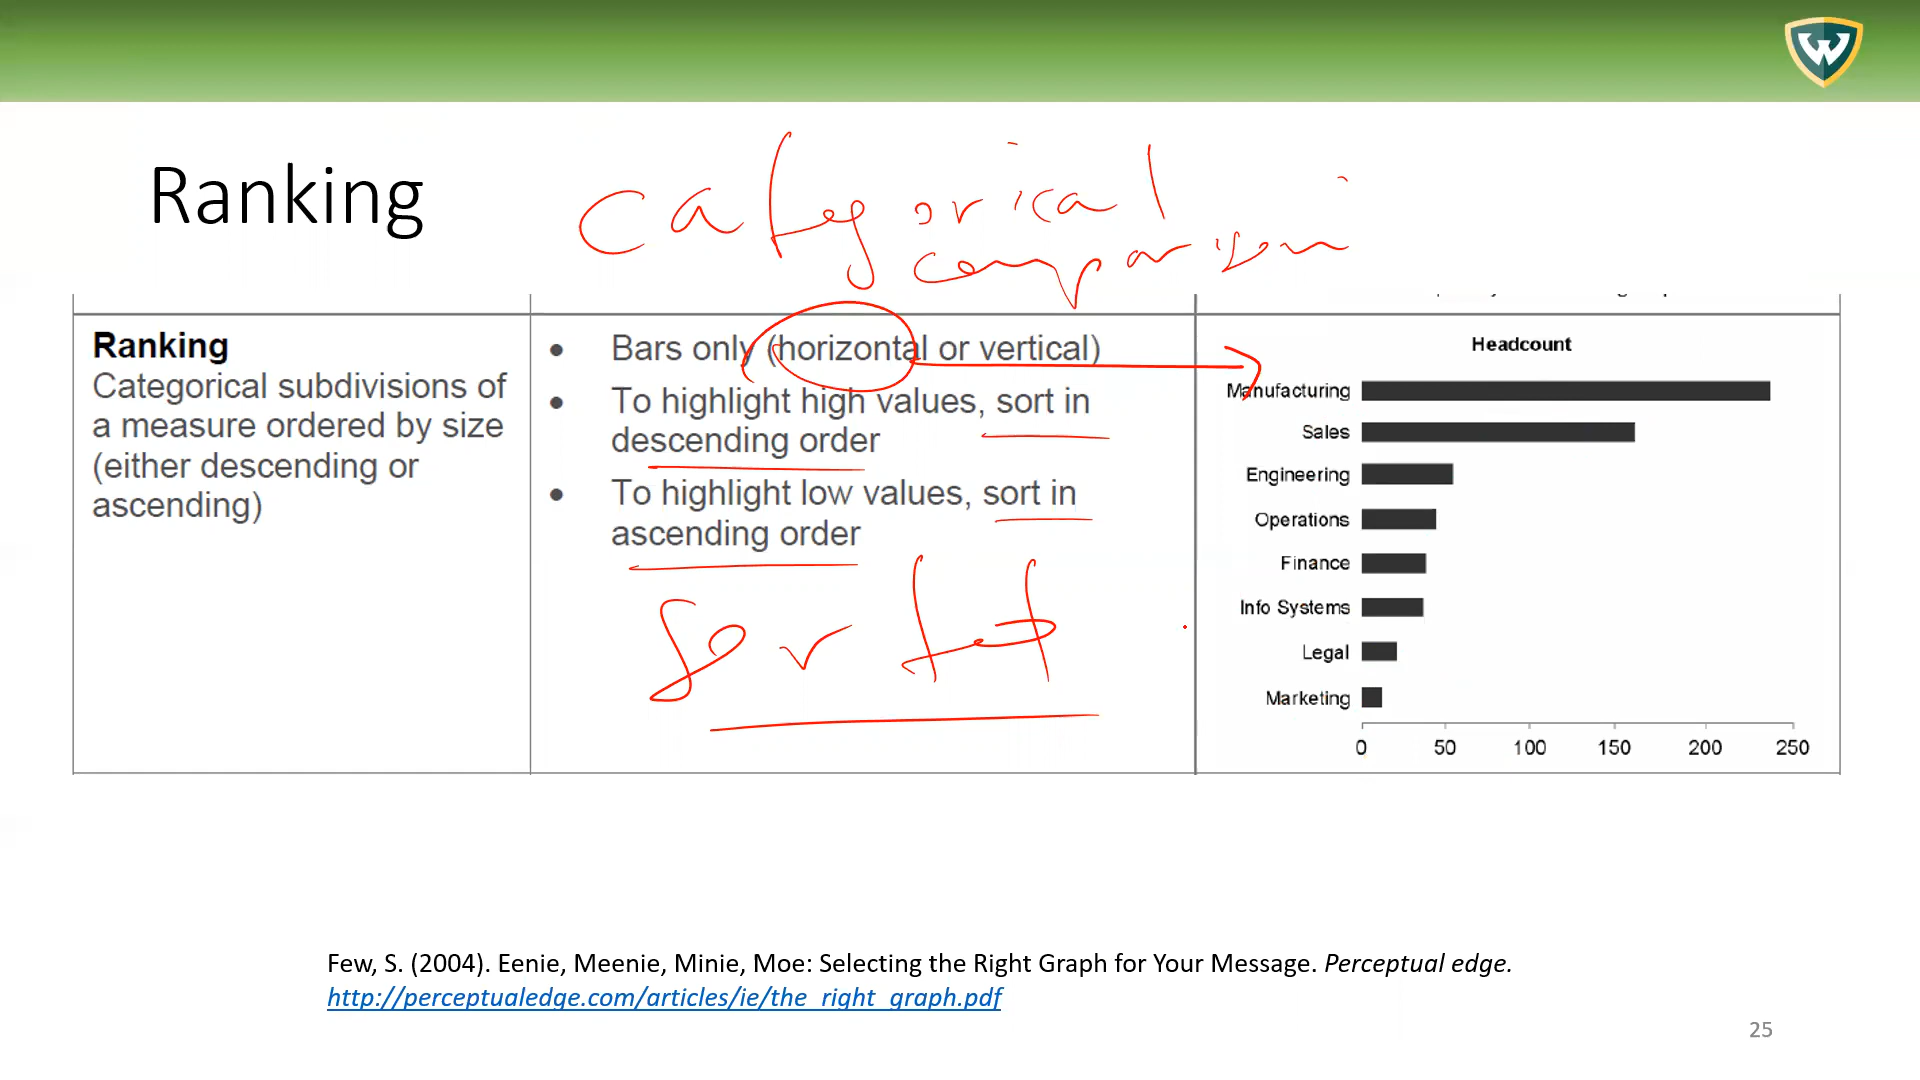 W
Ranking
categorical
comparison
Ranking
Categorical subdivisions of
a measure ordered by size
(either descending or
ascending)
• Bars only (horizontal or vertical)
• To highlight high values, sort in
descending order
• To highlight low values, sort in
ascending order
sorted
Headcount
Manufacturing
Sales
Engineering
Operations
Finance
Info Systems
Legal
Marketing
0 50 100 150 200 250
Few, S. (2004). Eenie, Meenie, Minie, Moe: Selecting the Right Graph for Your Message. Perceptual edge.
http://perceptualedge.com/articles/ie/the_right_graph.pdf
25